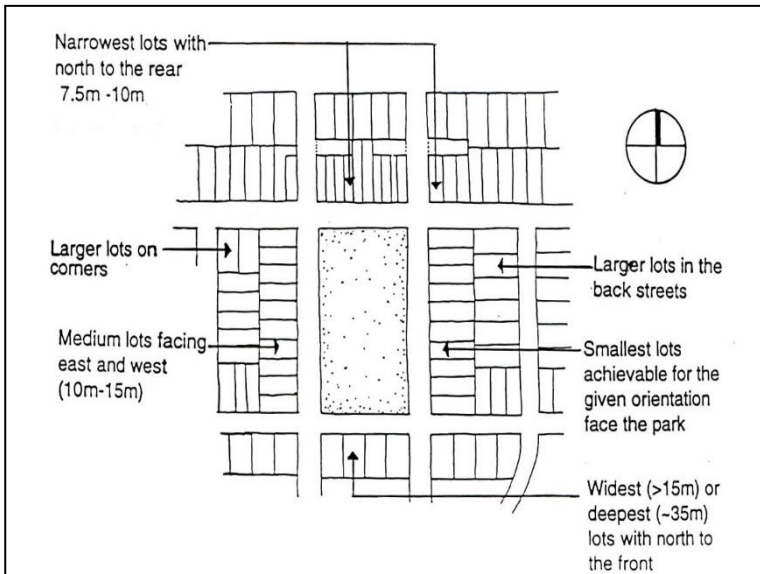 Narrowest lots with
north to the rear
7.5m -10m
Larger lots on
corners
Larger lots in the
back streets
Medium lots facing
east and west
(10m-15m)
Smallest lots
achievable for the
given orientation
face the park
Widest (>15m) or
deepest (~35m)
lots with north to
the front